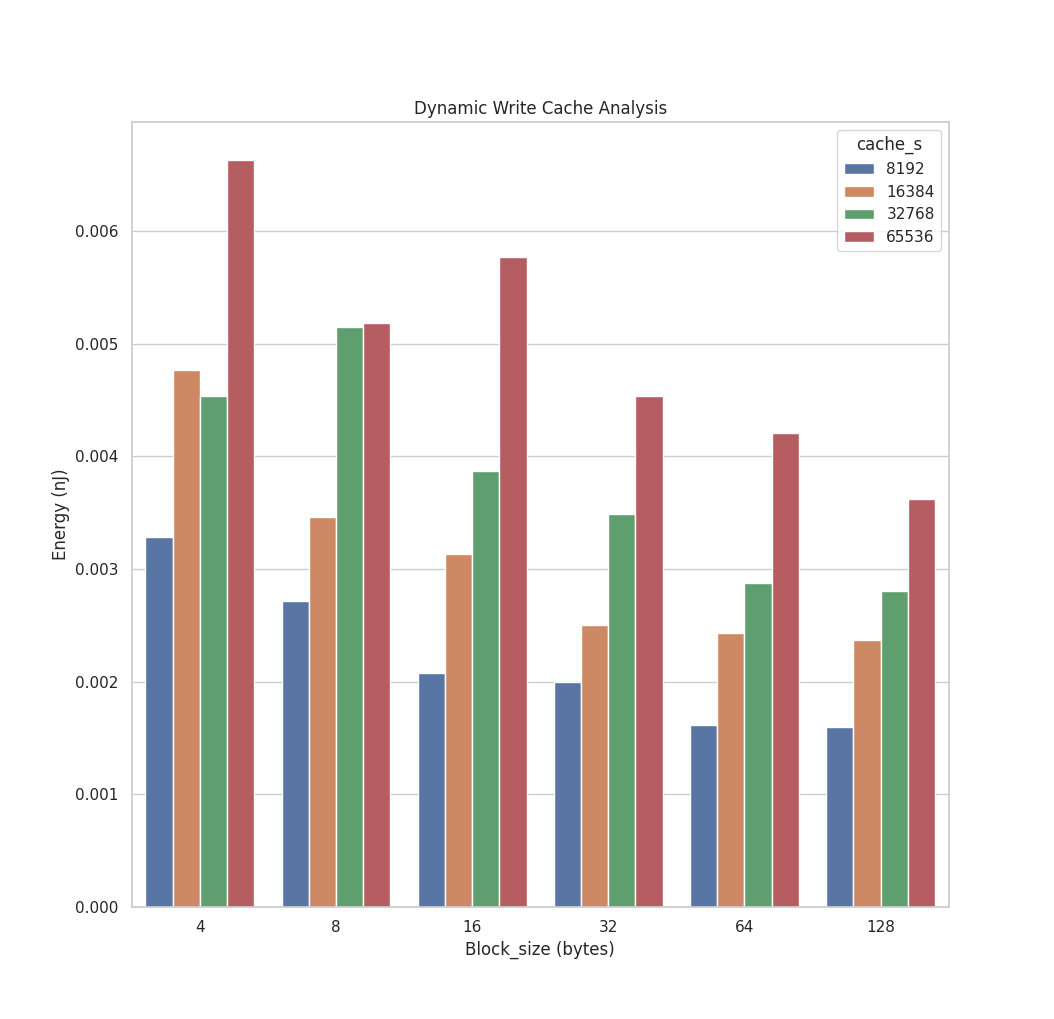 Dynamic Write Cache Analysis
cache_s
8192
16384
32768
65536
0.006
0.005
0.004
0.003
0.002
0.001
0.000
Energy (nJ)
4 8 16 32 64 128
Block_size (bytes)